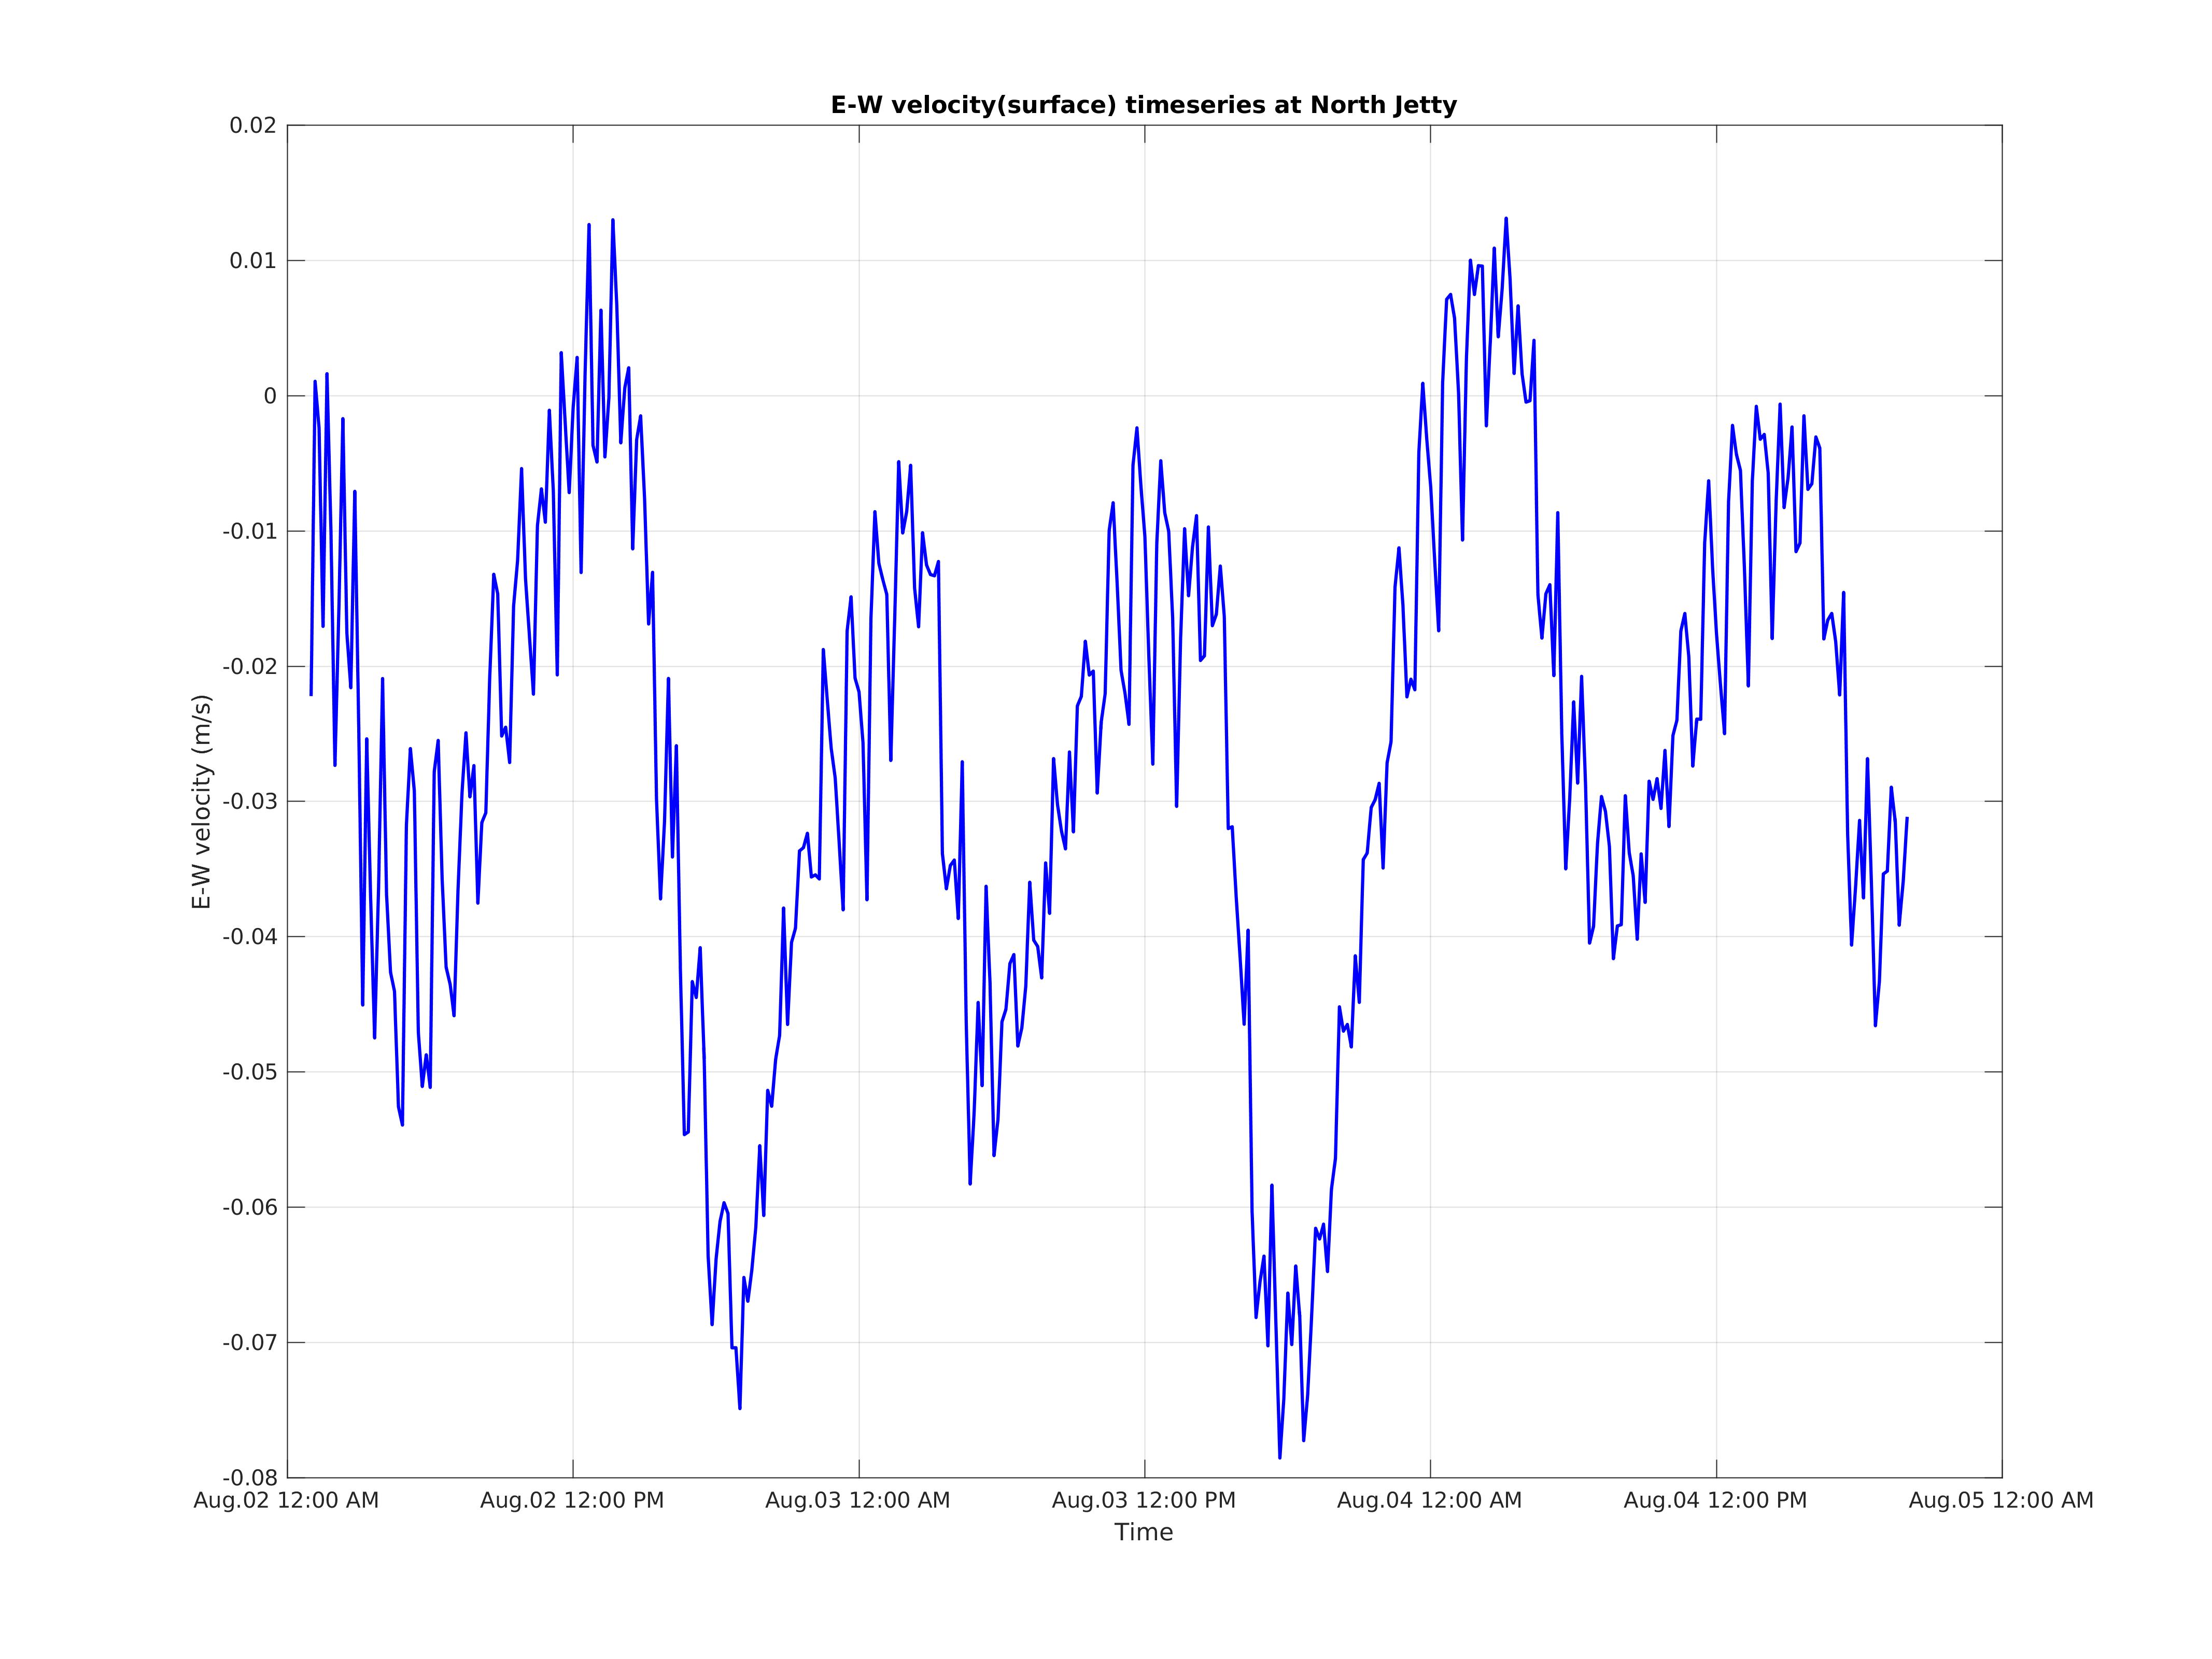 E-W velocity(surface) timeseries at North Jetty
0.02
0.01
0
-0.01
-0.02
-0.03
-0.04
-0.05
-0.06
-0.07
-0.08
E-W velocity (m/s)
Aug.02 12:00 AM Aug.02 12:00 PM Aug.03 12:00 AM Aug.03 12:00 PM Aug.04 12:00 AM Aug.04 12:00 PM Aug.05 12:00 AM
Time